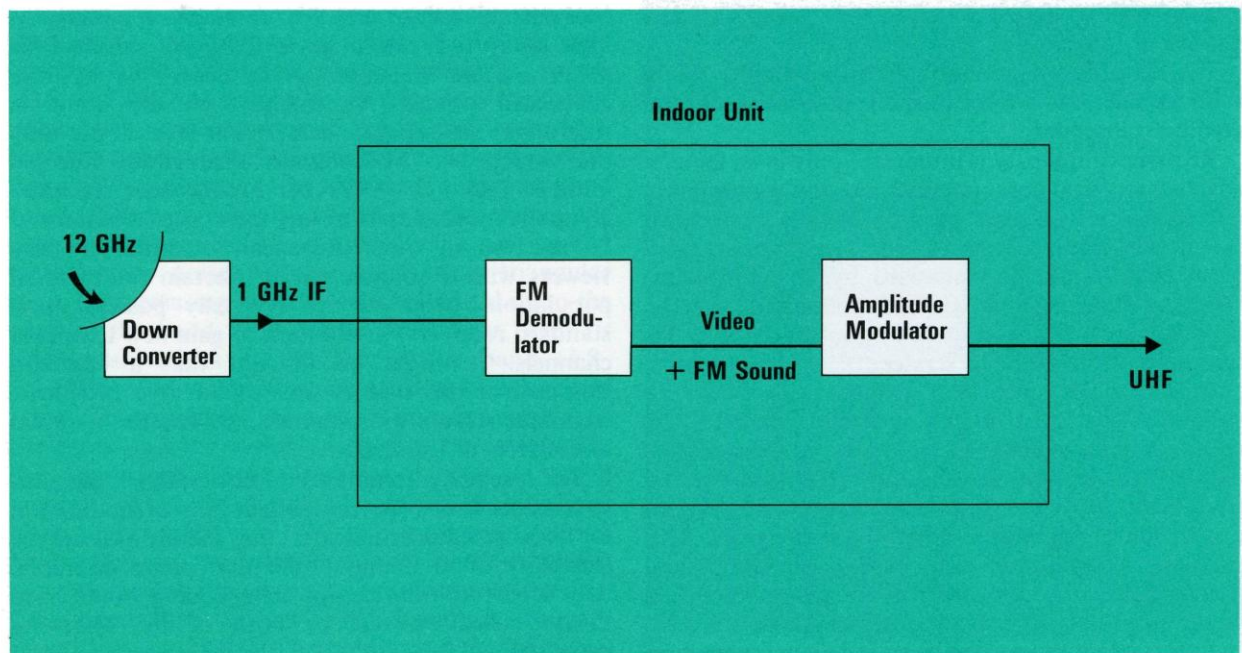 Indoor Unit
12 GHz
Down
Converter
1 GHz IF
FM
Demodu-
lator
Video
+ FM Sound
Amplitude
Modulator
UHF